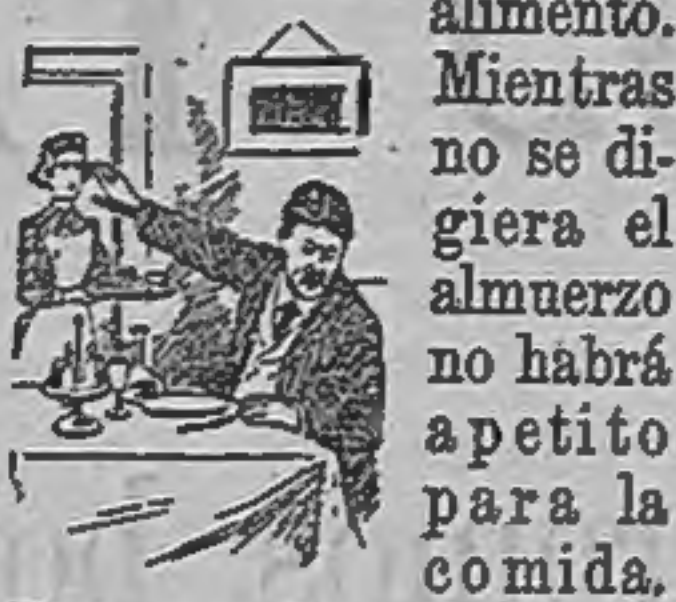 alimento.
Mientras
no se di-
giera el
almuerzo
no habrá
apetito
para la
comida.